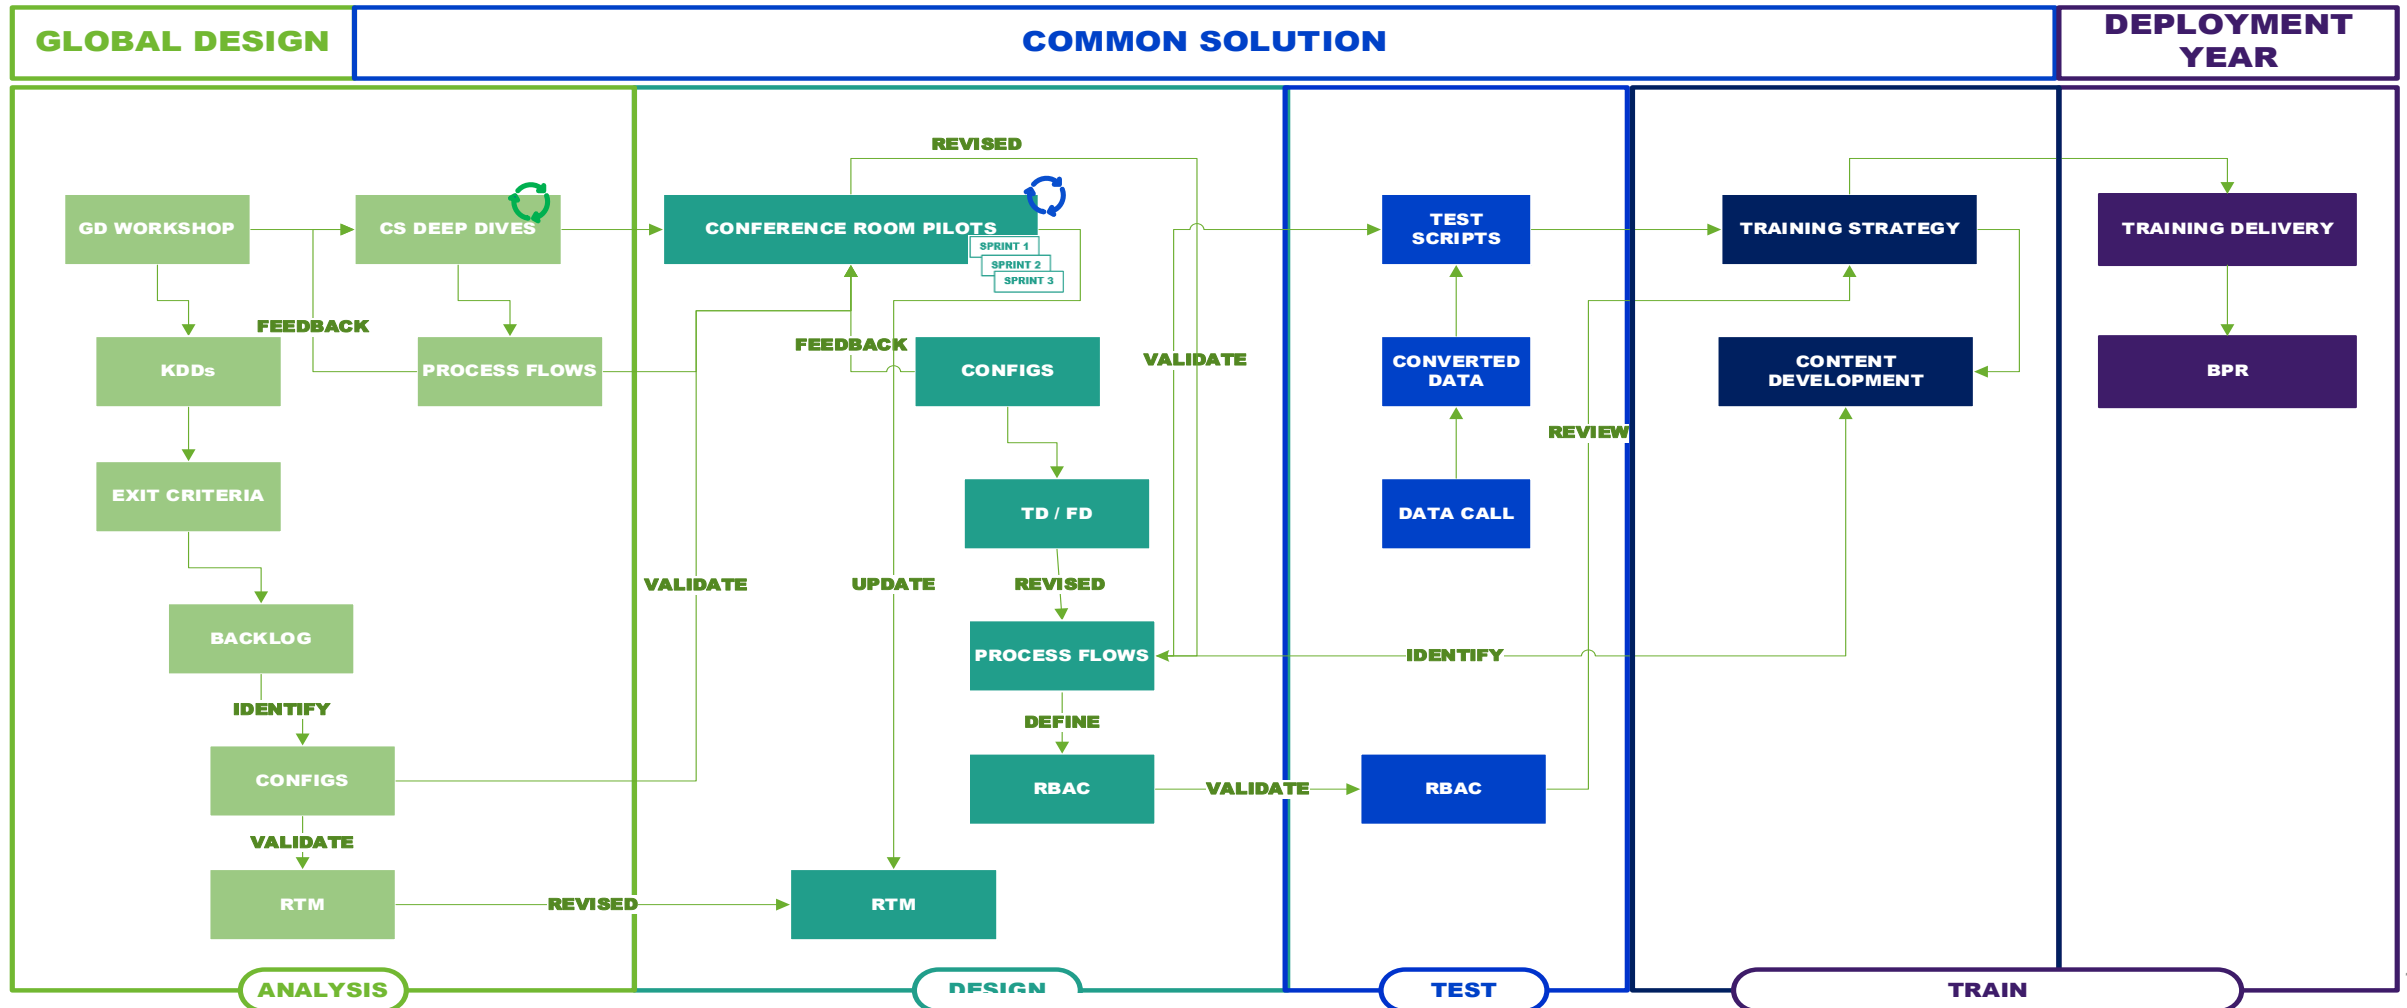 GLOBAL DESIGN
COMMON SOLUTION
DEPLOYMENT
YEAR
REVISED
GD WORKSHOP
CS DEEP DIVES
CONFERENCE ROOM PILOTS
SPRINT 1
SPRINT 2
SPRINT 3
TEST
SCRIPTS
TRAINING STRATEGY
TRAINING DELIVERY
FEEDBACK
FEEDBACK
VALIDATE
KDDs
PROCESS FLOWS
CONFIGS
CONVERTED
DATA
CONTENT
DEVELOPMENT
BPR
REVIEW
EXIT CRITERIA
TD / FD
DATA CALL
VALIDATE
UPDATE
REVISED
BACKLOG
PROCESS FLOWS
IDENTIFY
IDENTIFY
DEFINE
CONFIGS
RBAC
VALIDATE
RBAC
VALIDATE
RTM
REVISED
RTM
ANALYSIS
DESIGN
TEST
TRAIN